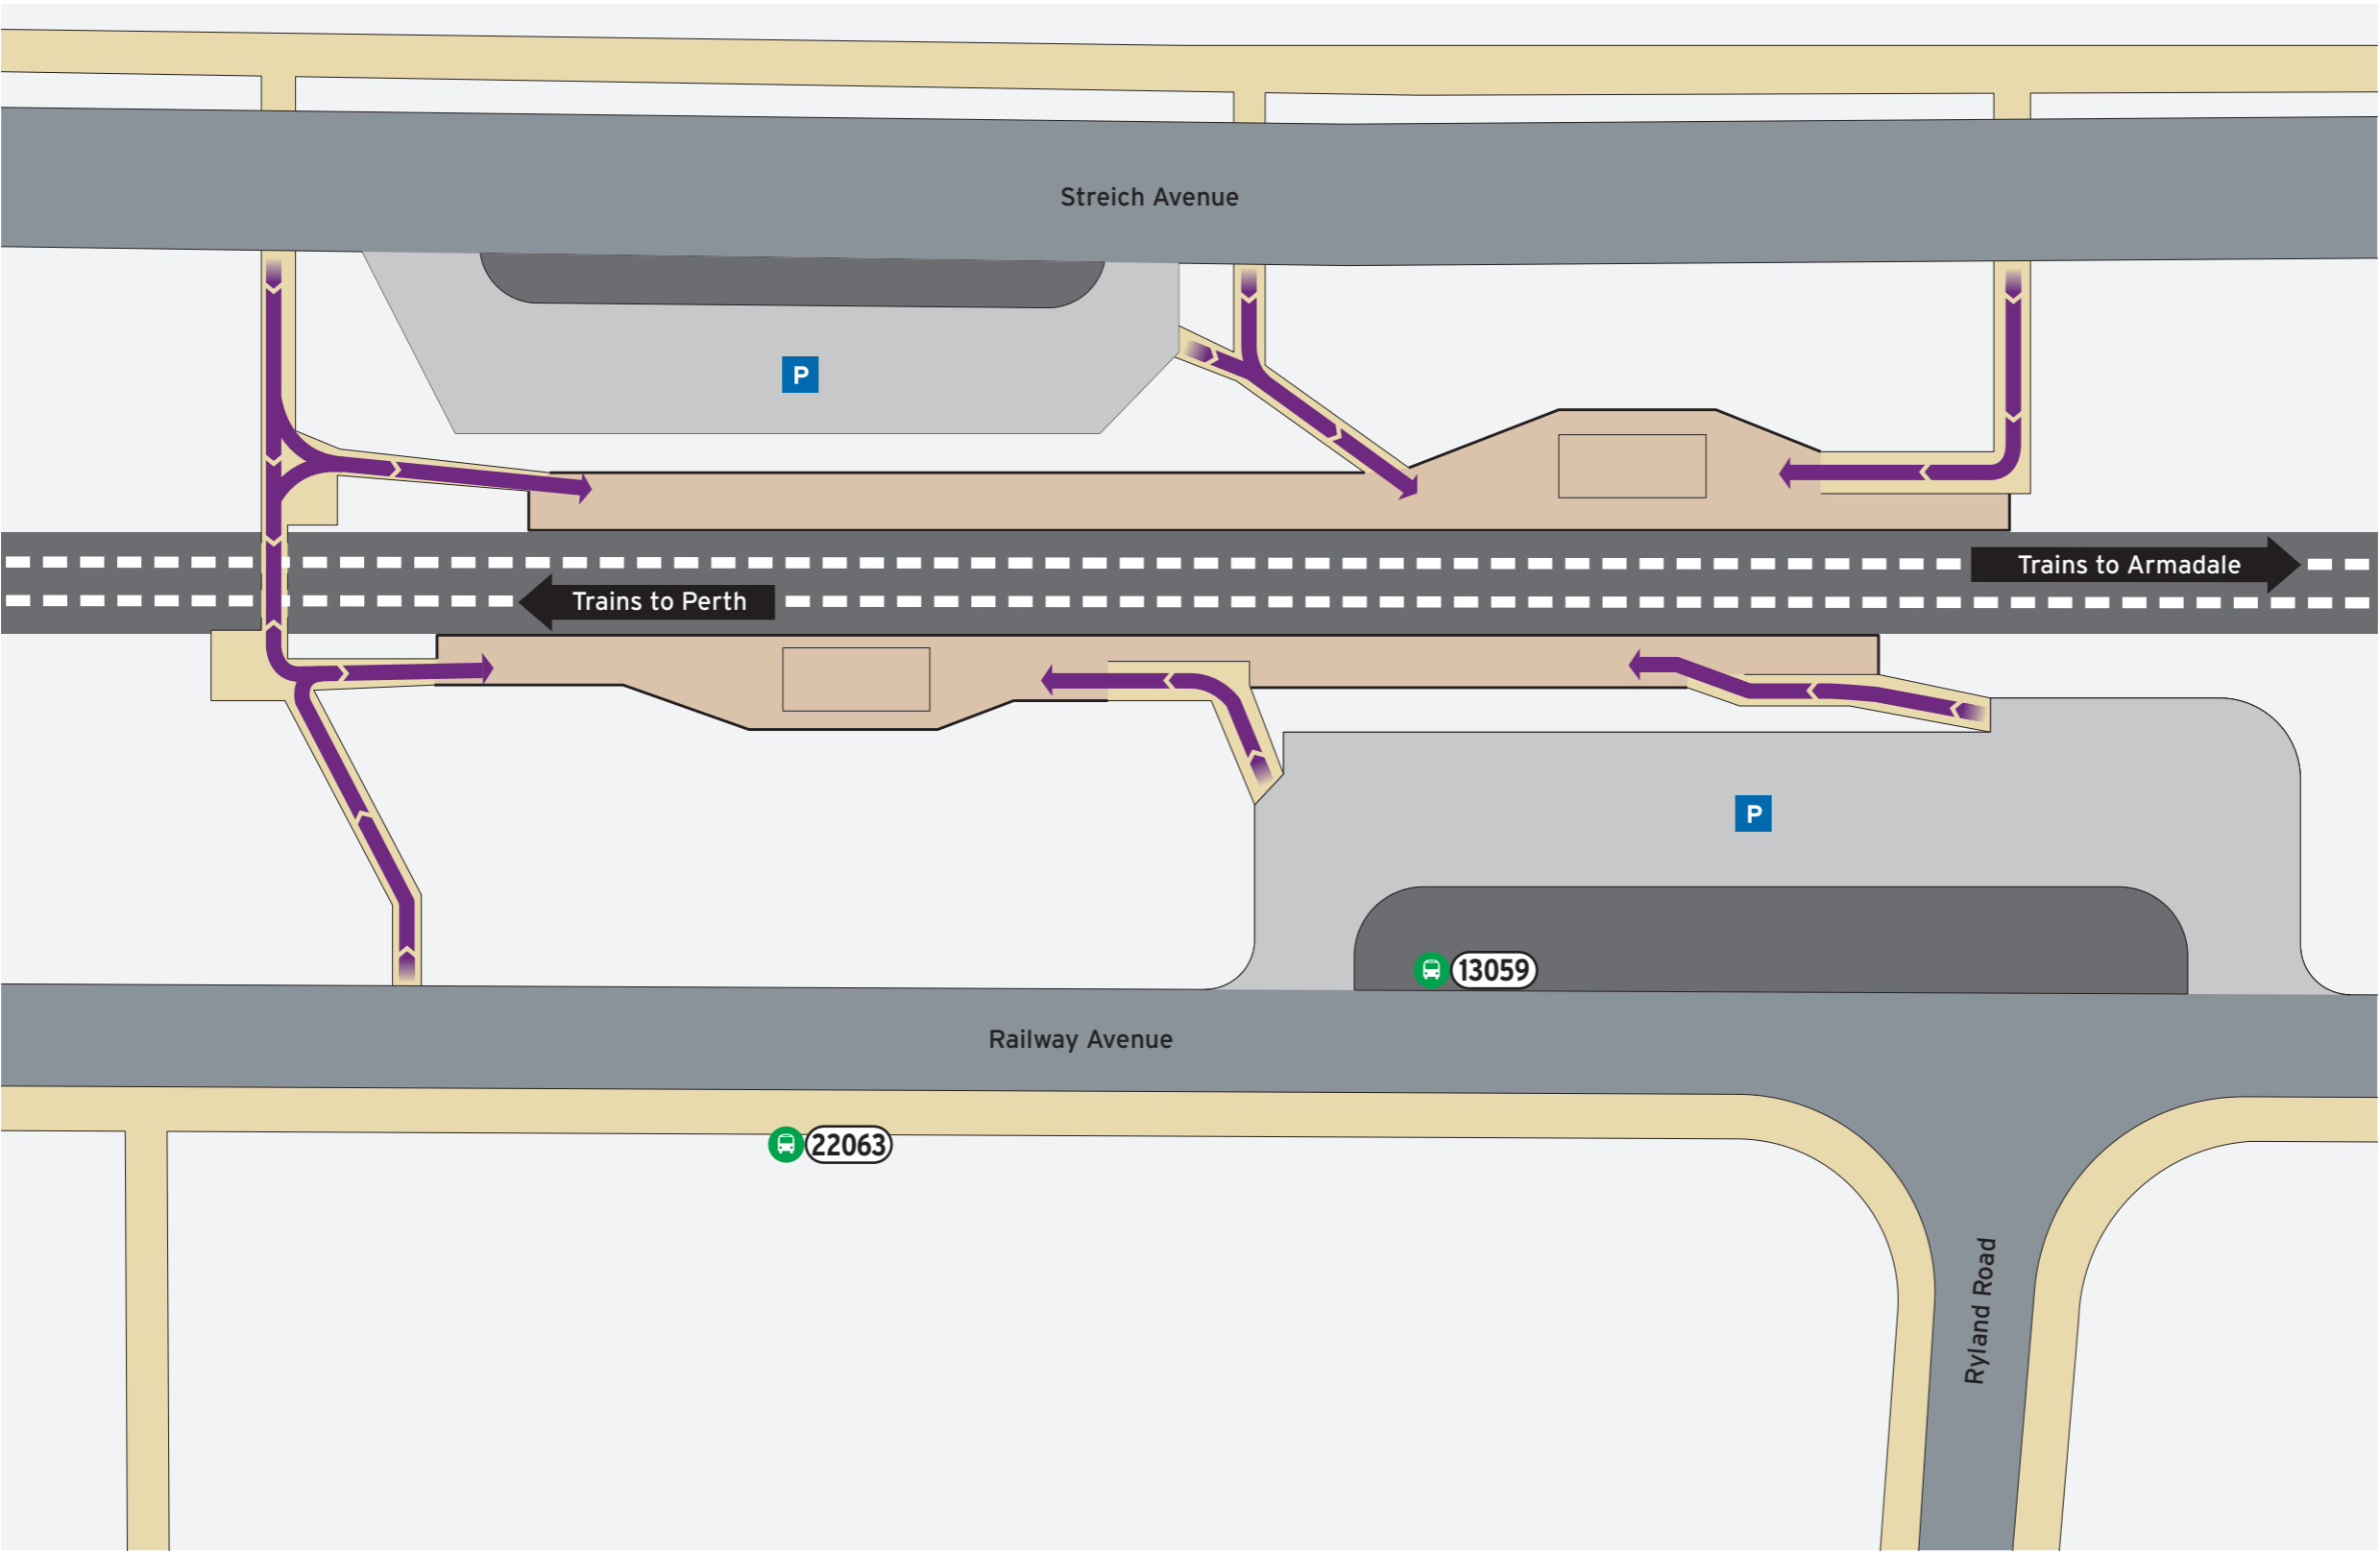 Streich Avenue
P
Trains to Armadale
Trains to Perth
P
13059
Railway Avenue
22063
Ryland Road